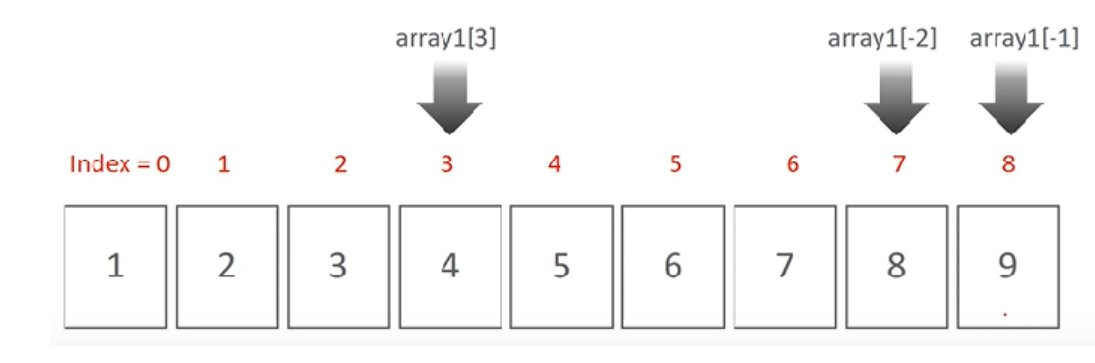 array1[3] array1[-2] array1[-1]
Index = 0 1 2 3 4 5 6 7 8
1 2 3 4 5 6 7 8 9